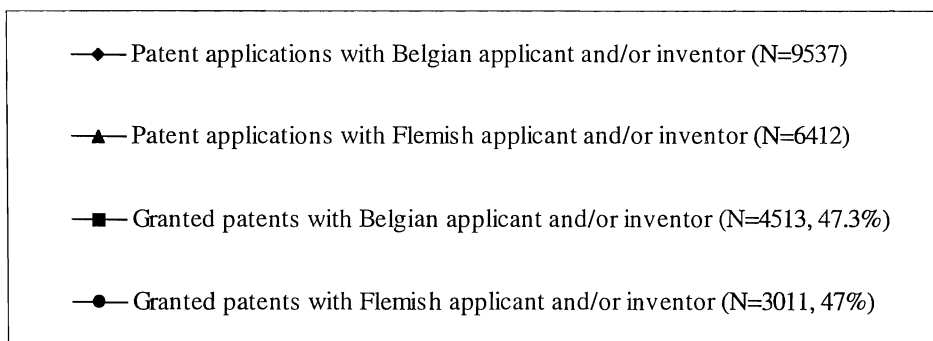 Patent applications with Belgian applicant and/or inventor (N=9537)
Patent applications with Flemish applicant and/or inventor (N=6412)
Granted patents with Belgian applicant and/or inventor (N=4513, 47.3%)
Granted patents with Flemish applicant and/or inventor (N=3011, 47%)